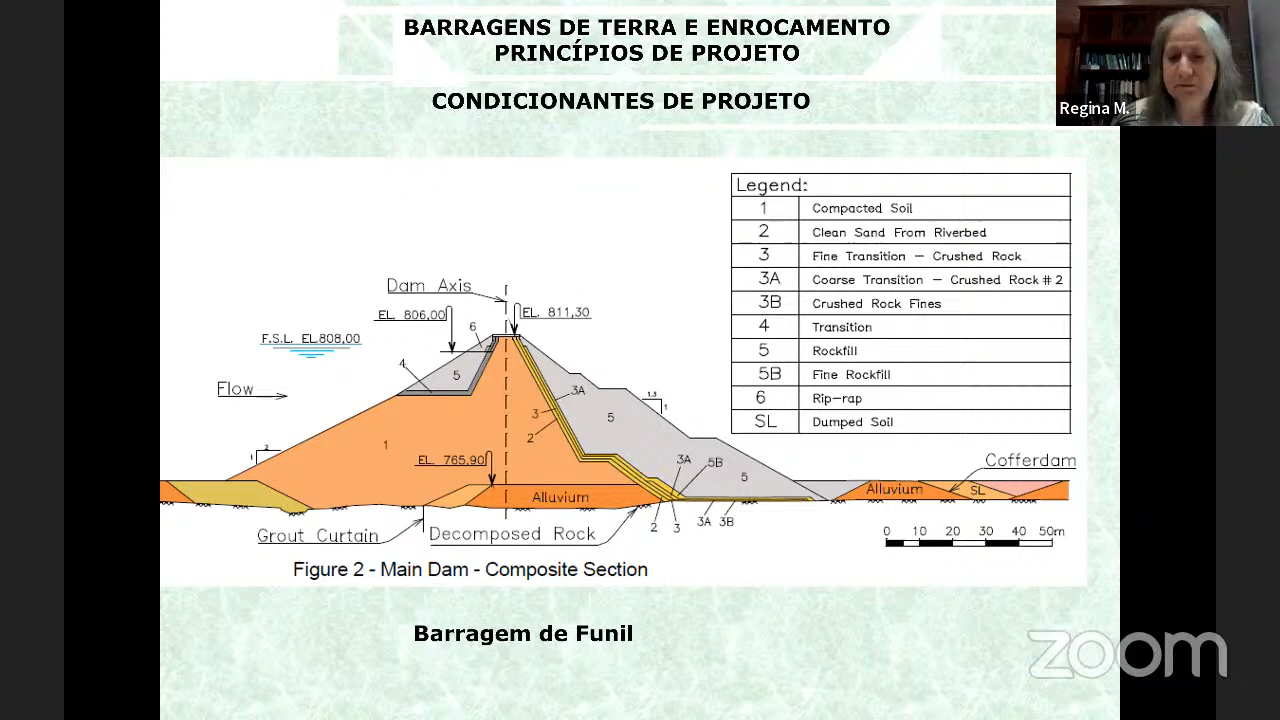 BARRAGENS DE TERRA E ENROCAMENTO
PRINCÍPIOS DE PROJETO
CONDICIONANTES DE PROJETO
Regina M.
Legend:
1 Compacted Soil
2 Clean Sand From Riverbed
3 Fine Transition – Crushed Rock
3A Coarse Transition – Crushed Rock # 2
3B Crushed Rock Fines
4 Transition
5 Rockfill
5B Fine Rockfill
6 Rip-rap
SL Dumped Soil
Dam Axis
EL. 806,00
EL. 811,30
6
F.S.L. EL.808,00
4
5
Flow
3A
1,3
1
3
5
2
1
2
1
EL. 765,90
3A
5B
5
Cofferdam
Alluvium
Alluvium
SL
2
3
3A
3B
Grout Curtain
Decomposed Rock
0 10 20 30 40 50m
Figure 2 - Main Dam - Composite Section
Barragem de Funil
zoom